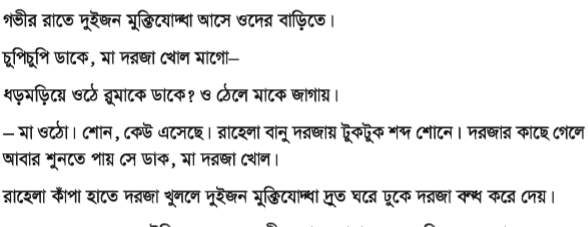 গভীর রাতে দুইজন মুক্তিযোদ্ধা আসে ওদের বাড়িতে।
চুপিচুপি ডাকে, মা দরজা খোল মাগো–
ধড়মড়িয়ে ওঠে রুমাকে ডাকে? ও ঠেলে মাকে জাগায়।
– মা ওঠো। শোন, কেউ এসেছে। রাহেলা বানু দরজায় টুকটুক শব্দ শোনে। দরজার কাছে গেলে
আবার শুনতে পায় সে ডাক, মা দরজা খোল।
রাহেলা কাঁপা হাতে দরজা খুললে দুইজন মুক্তিযোদ্ধা দ্রুত ঘরে ঢুকে দরজা বন্ধ করে দেয়।